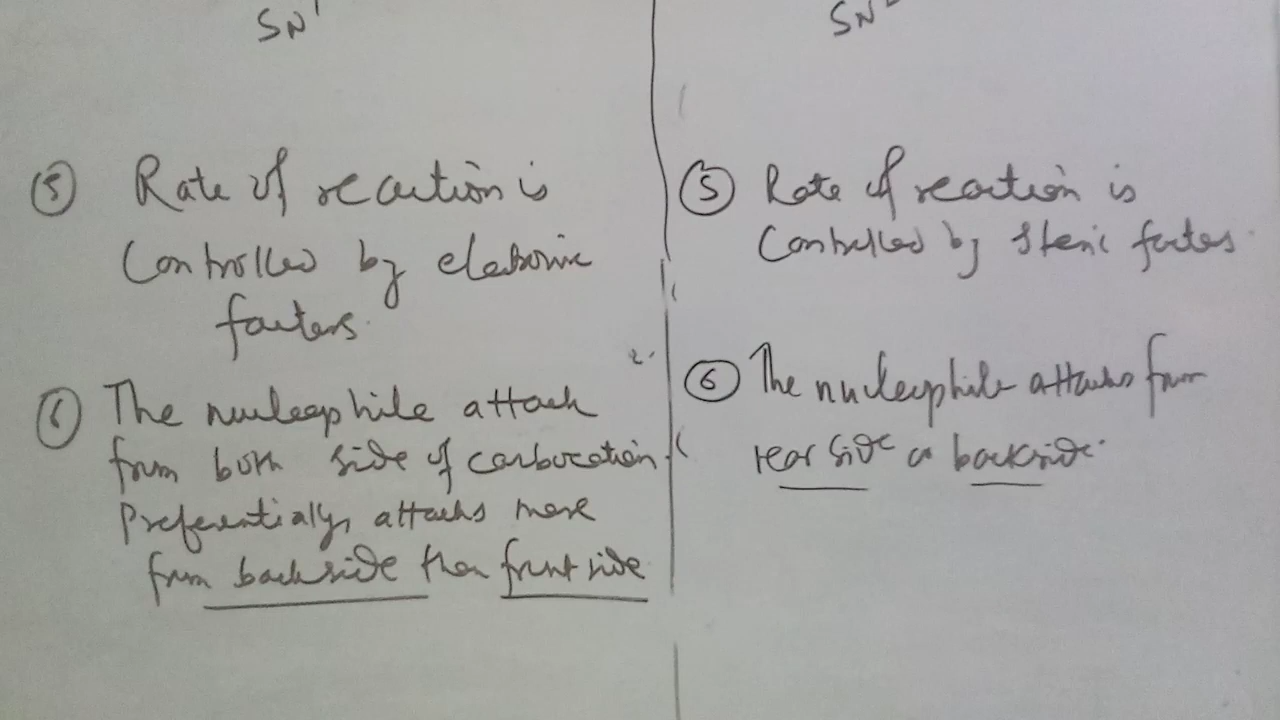 SN1
⑤ Rate of reaction is
Controlled by electronic
factors.
⑥ The nucleophile attack
from both side of carbocation.
Preferentialy, attacks more
from backside then front side
SN2
⑤ Rate of reaction is
Controlled by Steric factors.
⑥ The nucleophile attacks from
rear side or backside.